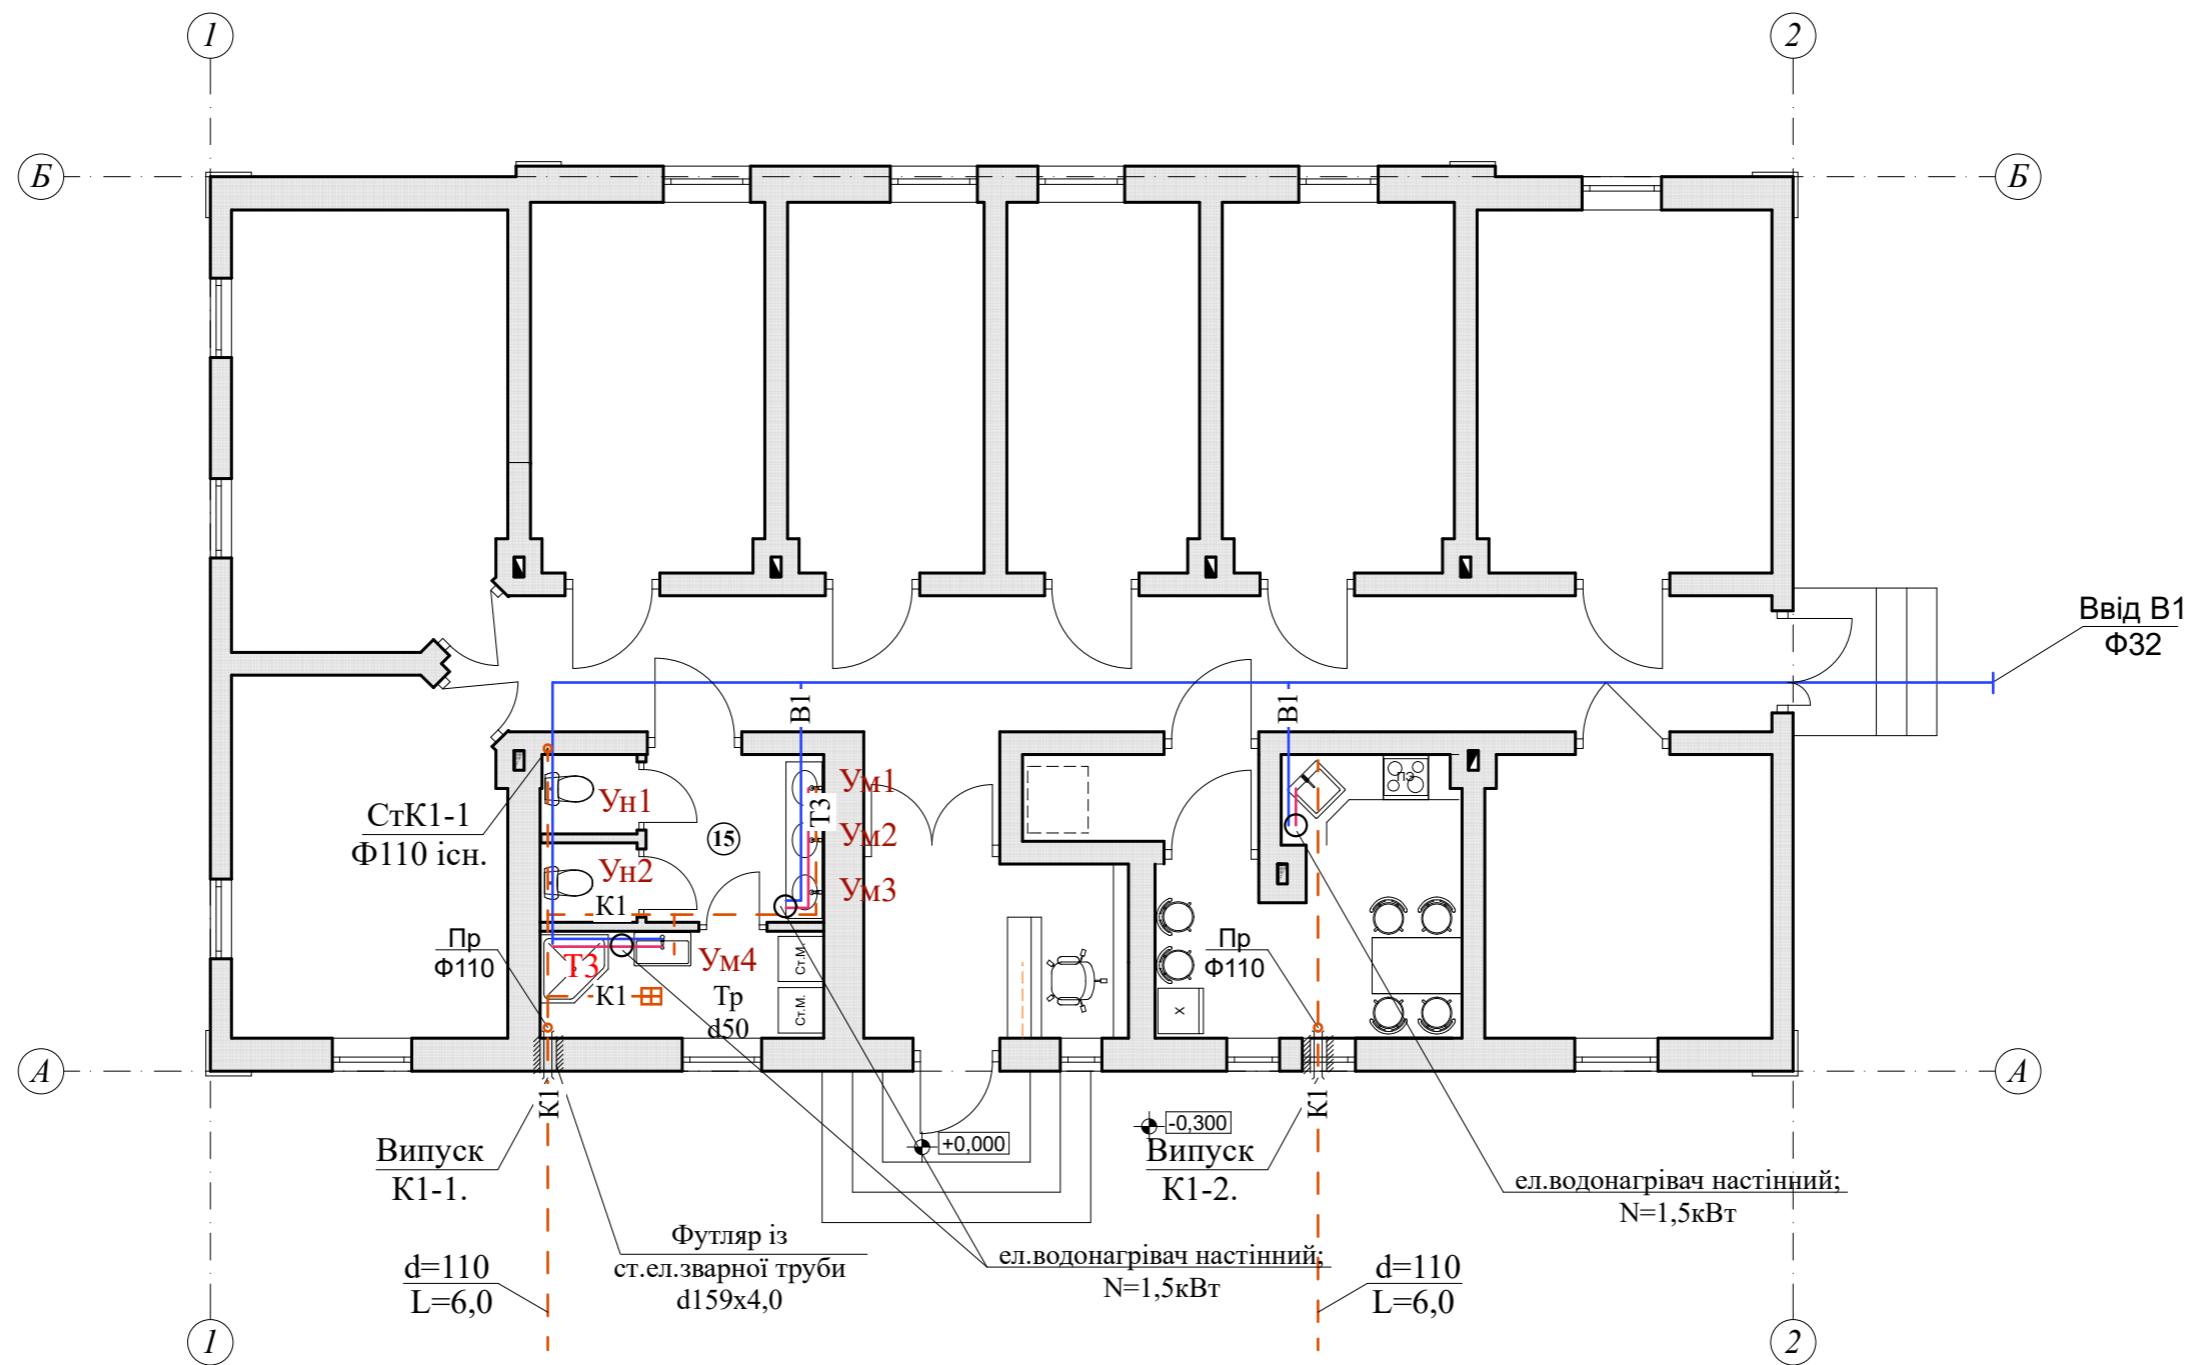 1
2
Б
Б
Ввід В1
Ф32
В1
В1
Ум1
Т3
Ун1
СтК1-1
Ф110 існ.
15
Ум2
ПЭ
Ун2
Ум3
К1
Пр
Ф110
Т3
Ум4
Ст.М.
К1
Тр
d50
Ст.М.
Пр
Ф110
Х
А
А
К1
К1
+0,000
-0,300
Випуск
К1-1.
Випуск
К1-2.
ел.водонагрівач настінний;
N=1,5кВт
Футляр із
ст.ел.зварної труби
d159х4,0
ел.водонагрівач настінний;
N=1,5кВт
d=110
L=6,0
d=110
L=6,0
1
2